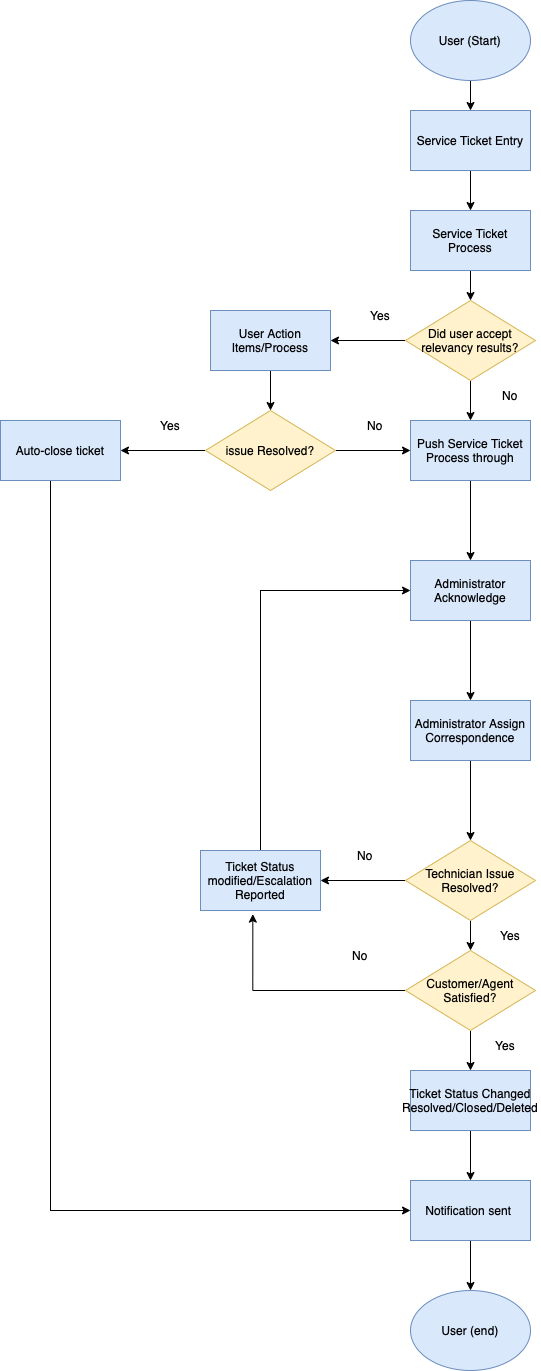 User (Start)
Service Ticket Entry
Service Ticket
Process
Yes
Did user accept
relevancy results?
User Action
Items/Process
No
Yes
issue Resolved?
No
Auto-close ticket
Push Service Ticket
Process through
Administrator
Acknowledge
Administrator Assign
Correspondence
No
Technician Issue
Resolved?
Ticket Status
modified/Escalation
Reported
Yes
No
Customer/Agent
Satisfied?
Yes
Ticket Status Changed
Resolved/Closed/Deleted
Notification sent
User (end)